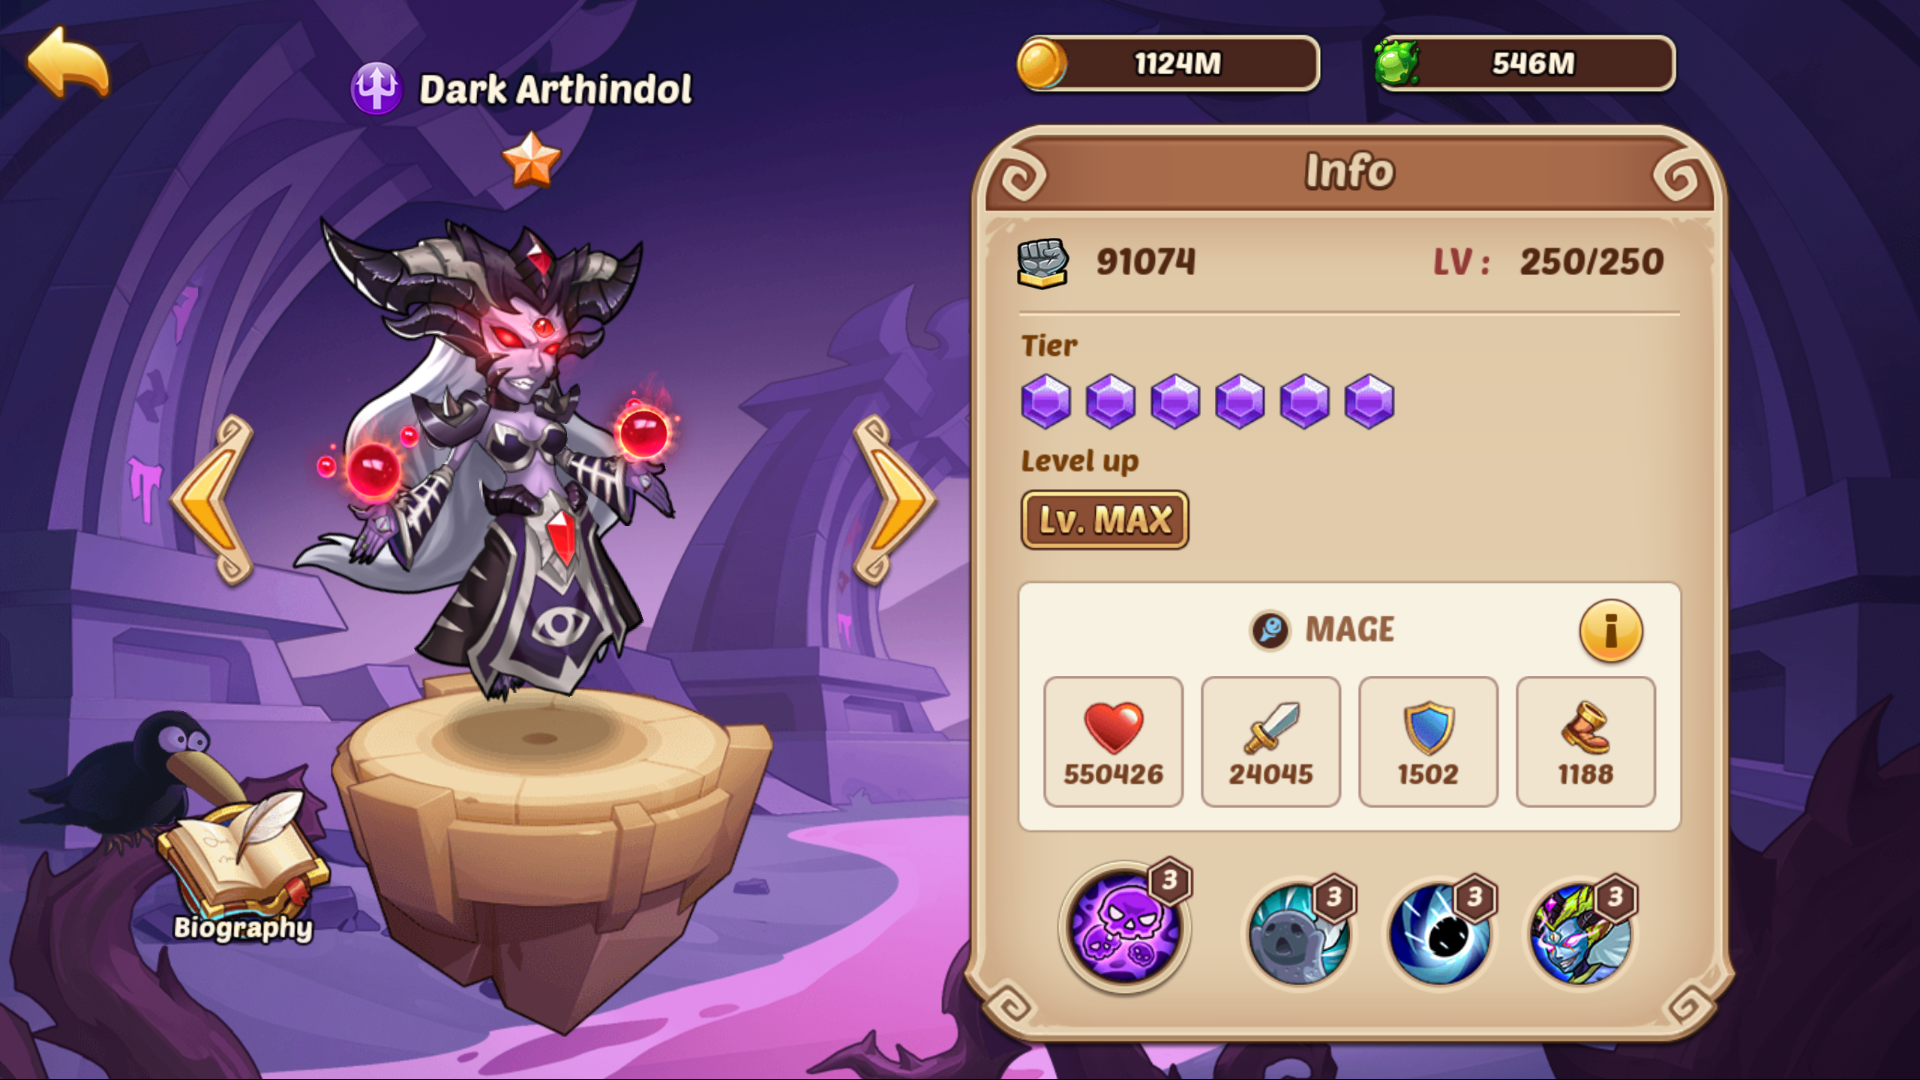 Dark Arthindol
1124M
546M
Info
91074
LV : 250/250
Tier
Level up
Lv. MAX
MAGE
550426
24045
1502
1188
3
3
3
3
Biography